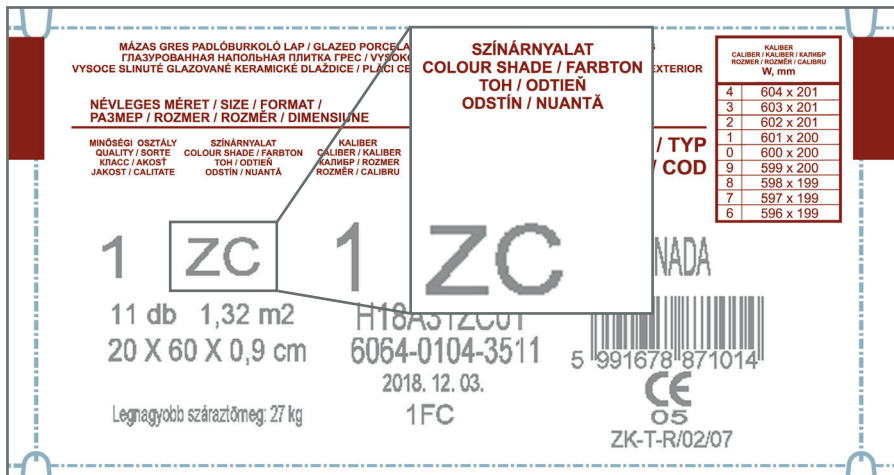 MÁZAS GRES PADLÓBURKOLÓ LAP / GLAZED PORCELA
ГЛАЗУРОВАННАЯ НАПОЛЬНАЯ ПЛИТКА ГРЕС /
VYSOCE SLINUTÉ GLAZOVANÉ KERAMICKÉ DLAŽDICE / PLĂCI CE
EXTERIOR
NÉVLEGES MÉRET / SIZE / FORMAT /
РАЗМЕР / ROZMER / ROZMĚR / DIMENSIUNE
/ TYP
/ COD
MINŐSÉGI OSZTÁLY
QUALITY / SORTE
КЛАСС / AKOSŤ
JAKOST / CALITATE
SZÍNÁRNYALAT
COLOUR SHADE / FARBTON
ТОН / ODTIEŇ
ODSTÍN / NUANTĂ
KALIBER
CALIBER / KALIBER
КАЛИБР / ROZMER
ROZMĚR / CALIBRU
SZÍNÁRNYALAT
COLOUR SHADE / FARBTON
ТОН / ODTIEŇ
ODSTÍN / NUANTĂ
ZC
KALIBER
CALIBER / KALIBER / КАЛИБР
ROZMER / ROZMĚR / CALIBRU
W, mm
4 604 x 201
3 603 x 201
2 602 x 201
1 601 x 200
0 600 x 200
9 599 x 200
8 598 x 199
7 597 x 199
6 596 x 199
1 ZC 1
NADA
11 db 1,32 m2
20 X 60 X 0,9 cm
Legnagyobb száraztömeg: 27 kg
H18A31ZC01
6064-0104-3511
2018. 12. 03.
1FC
5 991678 871014
CE
05
ZK-T-R/02/07